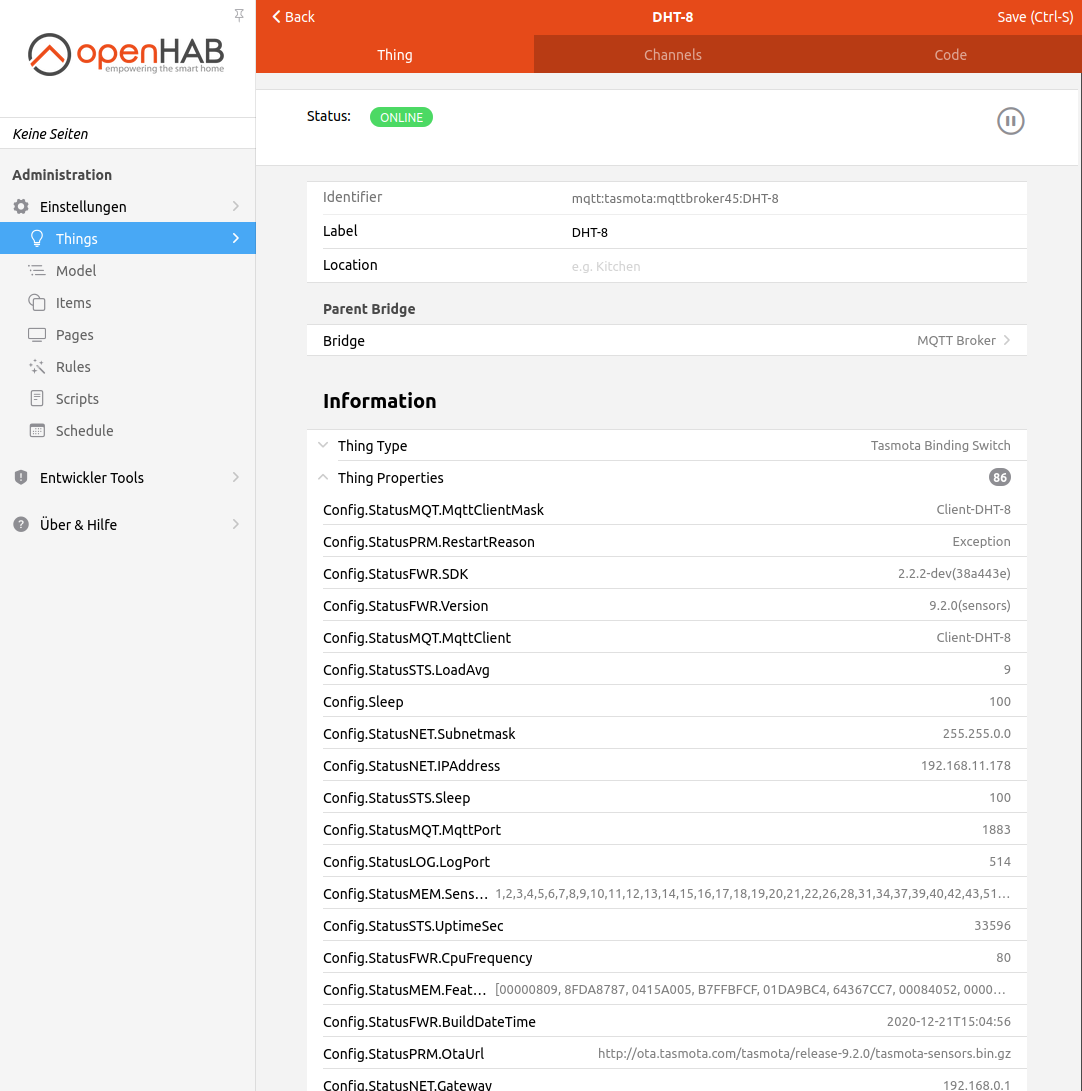 Back
DHT-8
Save (Ctrl-S)
Thing
Channels
Code
openHAB
empowering the smart home
Keine Seiten
Administration
Einstellungen
Things
Model
Items
Pages
Rules
Scripts
Schedule
Entwickler Tools
Über & Hilfe
Status: ONLINE
Identifier mqtt:tasmota:mqttbroker45:DHT-8
Label DHT-8
Location e.g. Kitchen
Parent Bridge
Bridge MQTT Broker
Information
Thing Type Tasmota Binding Switch
Thing Properties 86
Config.StatusMQT.MqttClientMask Client-DHT-8
Config.StatusPRM.RestartReason Exception
Config.StatusFWR.SDK 2.2.2-dev(38a443e)
Config.StatusFWR.Version 9.2.0(sensors)
Config.StatusMQT.MqttClient Client-DHT-8
Config.StatusSTS.LoadAvg 9
Config.Sleep 100
Config.StatusNET.Subnetmask 255.255.0.0
Config.StatusNET.IPAddress 192.168.11.178
Config.StatusSTS.Sleep 100
Config.StatusMQT.MqttPort 1883
Config.StatusLOG.LogPort 514
Config.StatusMEM.Sens... 1,2,3,4,5,6,7,8,9,10,11,12,13,14,15,16,17,18,19,20,21,22,26,28,31,34,37,39,40,42,43,51...
Config.StatusSTS.UptimeSec 33596
Config.StatusFWR.CpuFrequency 80
Config.StatusMEM.Feat... [00000809, 8FDA8787, 0415A005, B7FFBFCF, 01DA9BC4, 64367CC7, 00084052, 0000...
Config.StatusFWR.BuildDateTime 2020-12-21T15:04:56
Config.StatusPRM.OtaUrl http://ota.tasmota.com/tasmota/release-9.2.0/tasmota-sensors.bin.gz
Config.StatusNET.Gateway 192.168.0.1